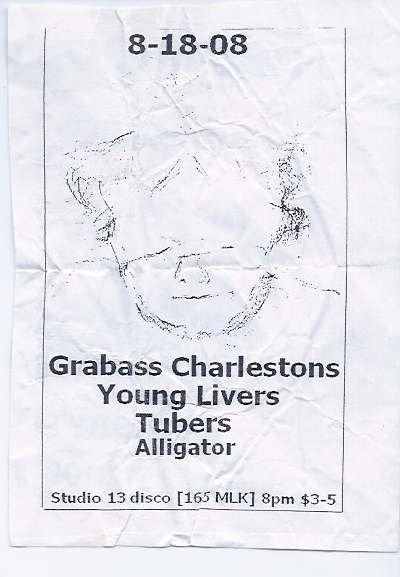 8-18-08
Grabass Charlestons
Young Livers
Tubers
Alligator
Studio 13 disco [165 MLK] 8pm $3-5